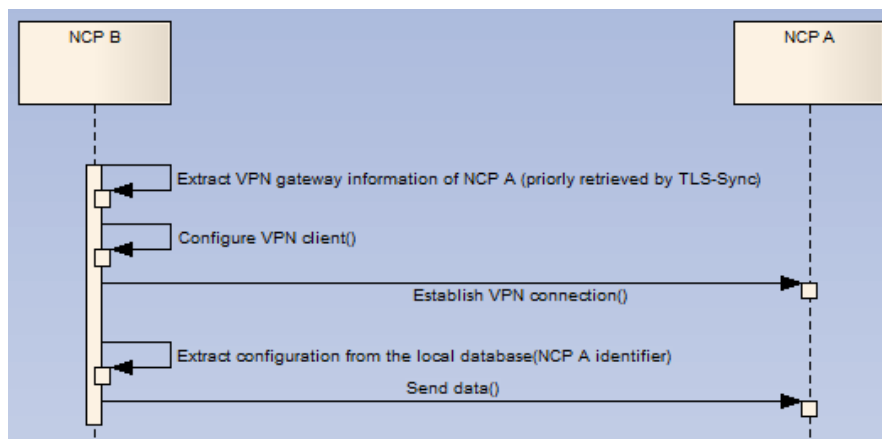 NCP B
NCP A
Extract VPN gateway information of NCP A (priorly retrieved by TLS-Sync)
Configure VPN client()
Establish VPN connection()
Extract configuration from the local database(NCP A identifier)
Send data()